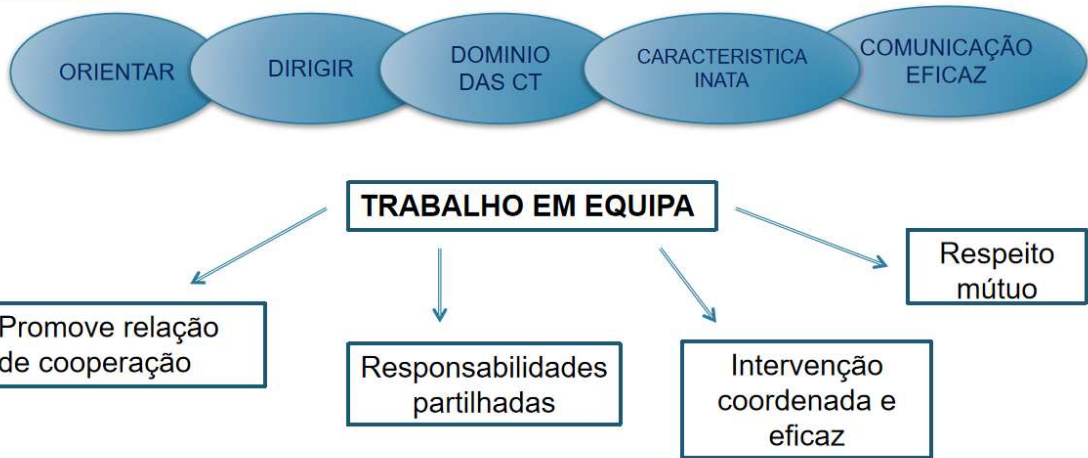 ORIENTAR
DIRIGIR
DOMINIO
DAS CT
CARACTERISTICA
INATA
COMUNICAÇÃO
EFICAZ
TRABALHO EM EQUIPA
Promove relação
de cooperação
Responsabilidades
partilhadas
Intervenção
coordenada e
eficaz
Respeito
mútuo